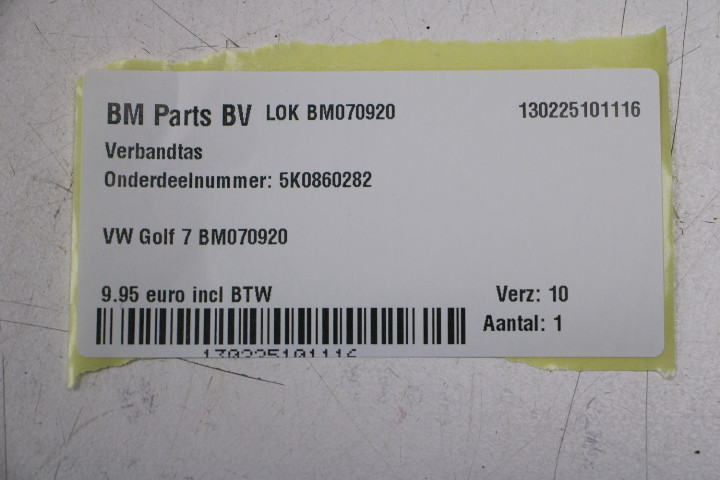 BM Parts BV LOK BM070920 130225101116
Verbandtas
Onderdeelnummer: 5K0860282
VW Golf 7 BM070920
9.95 euro incl BTW Verz: 10
Aantal: 1
130225101116